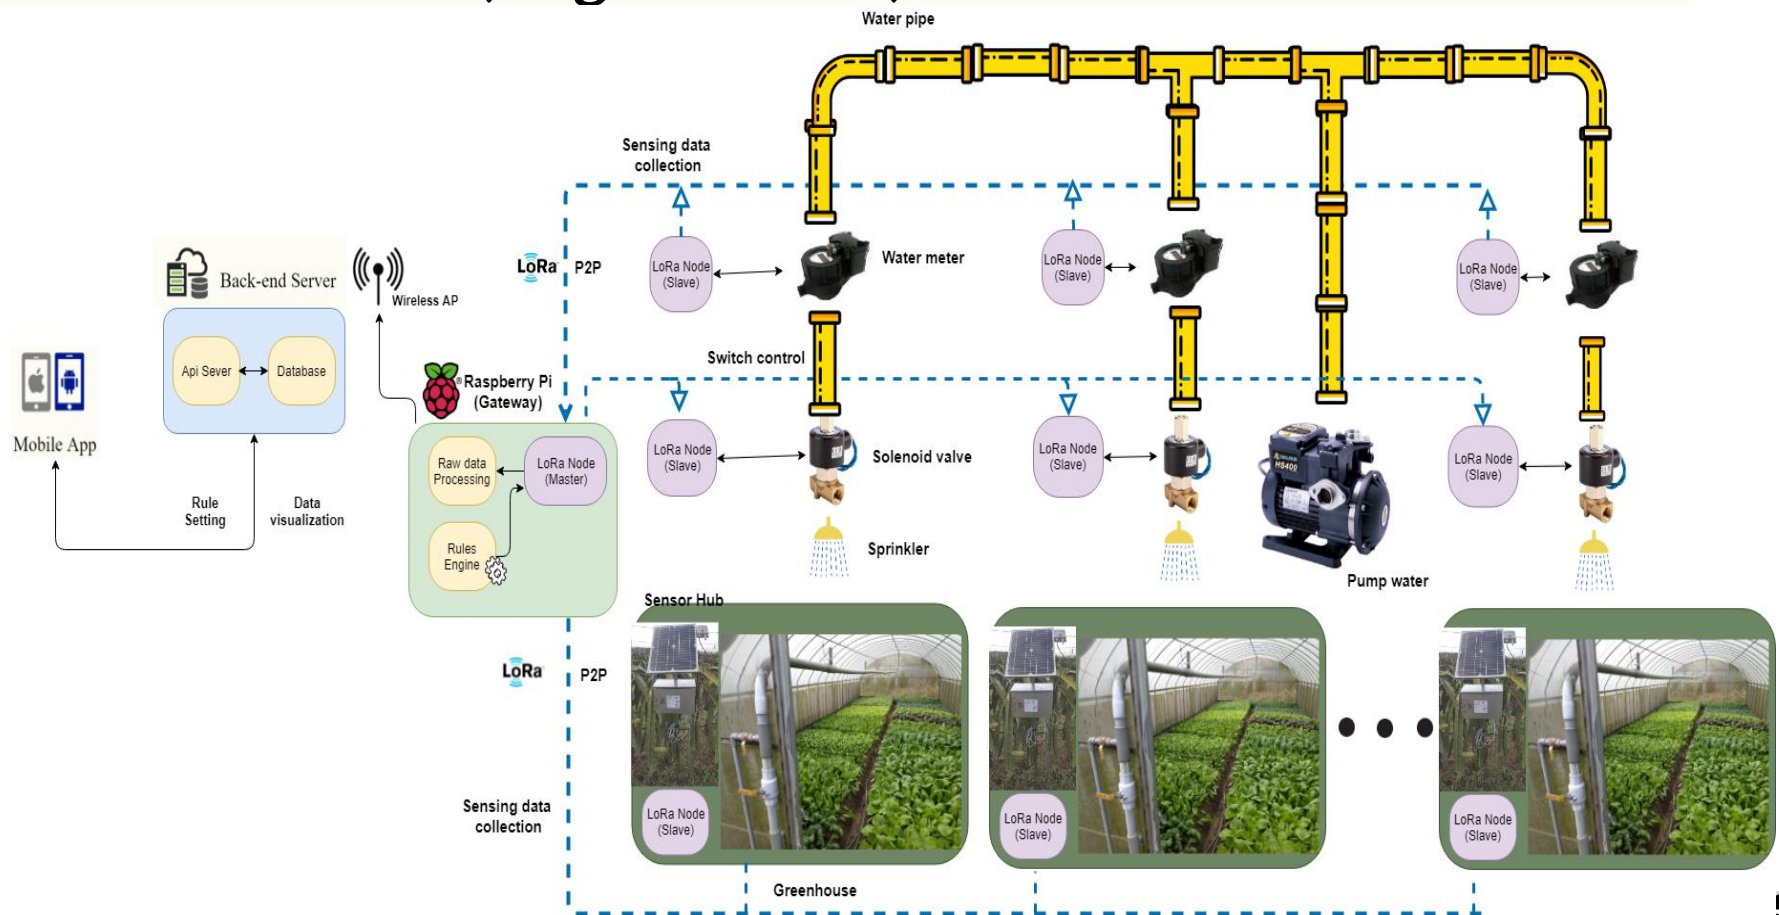 Water pipe
Sensing data
collection
LoRa Node
(Slave)
LoRa Node
(Slave)
LoRa Node
(Slave)
Water meter
LoRa
P2P
Back-end Server
Wireless AP
Api Sever
Database
Mobile App
Rule
Setting
Data
visualization
Raspberry Pi
(Gateway)
Switch control
Raw data
Processing
LoRa Node
(Master)
Rules
Engine
LoRa Node
(Slave)
LoRa Node
(Slave)
LoRa Node
(Slave)
Solenoid valve
HS400
Sprinkler
Pump water
Sensor Hub
LoRa
P2P
Sensing data
collection
LoRa Node
(Slave)
LoRa Node
(Slave)
LoRa Node
(Slave)
Greenhouse